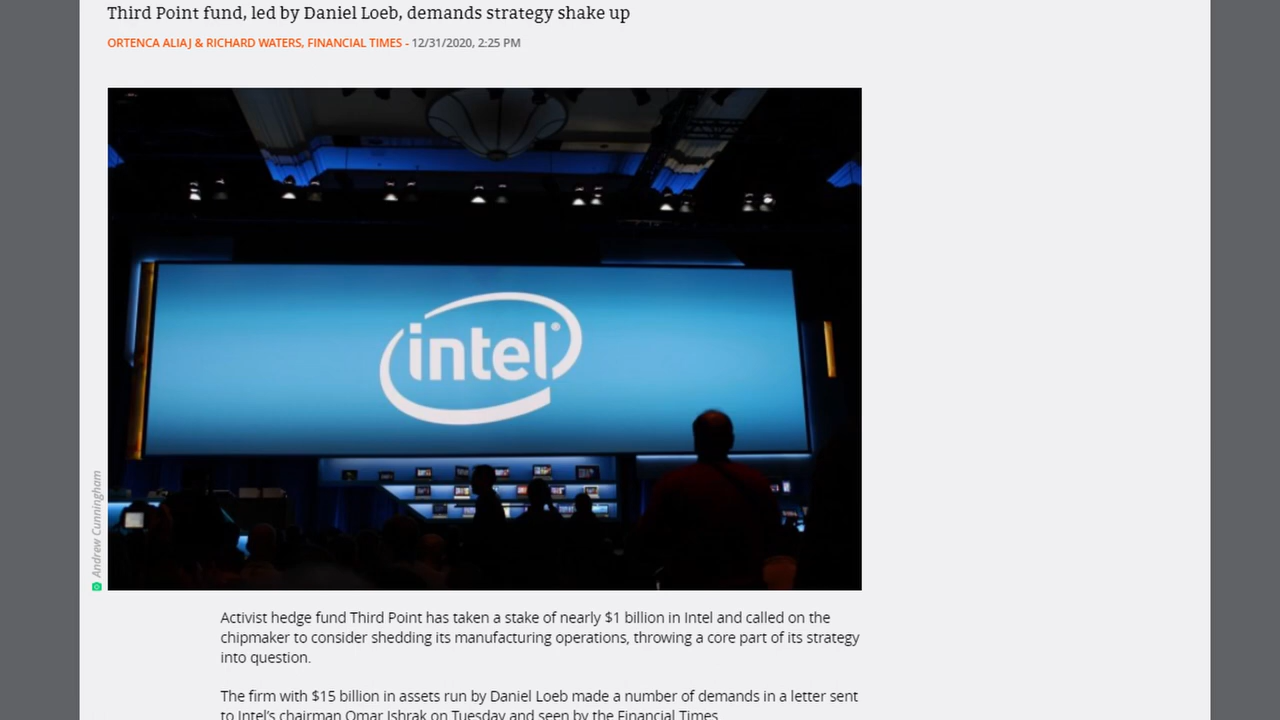 Third Point fund, led by Daniel Loeb, demands strategy shake up
ORTENCA ALIAJ & RICHARD WATERS, FINANCIAL TIMES - 12/31/2020, 2:25 PM
intel®
Andrew Cunningham
Activist hedge fund Third Point has taken a stake of nearly $1 billion in Intel and called on the
chipmaker to consider shedding its manufacturing operations, throwing a core part of its strategy
into question.
The firm with $15 billion in assets run by Daniel Loeb made a number of demands in a letter sent
to Intel’s chairman Omar Ishrak on Tuesday and seen by the Financial Times.